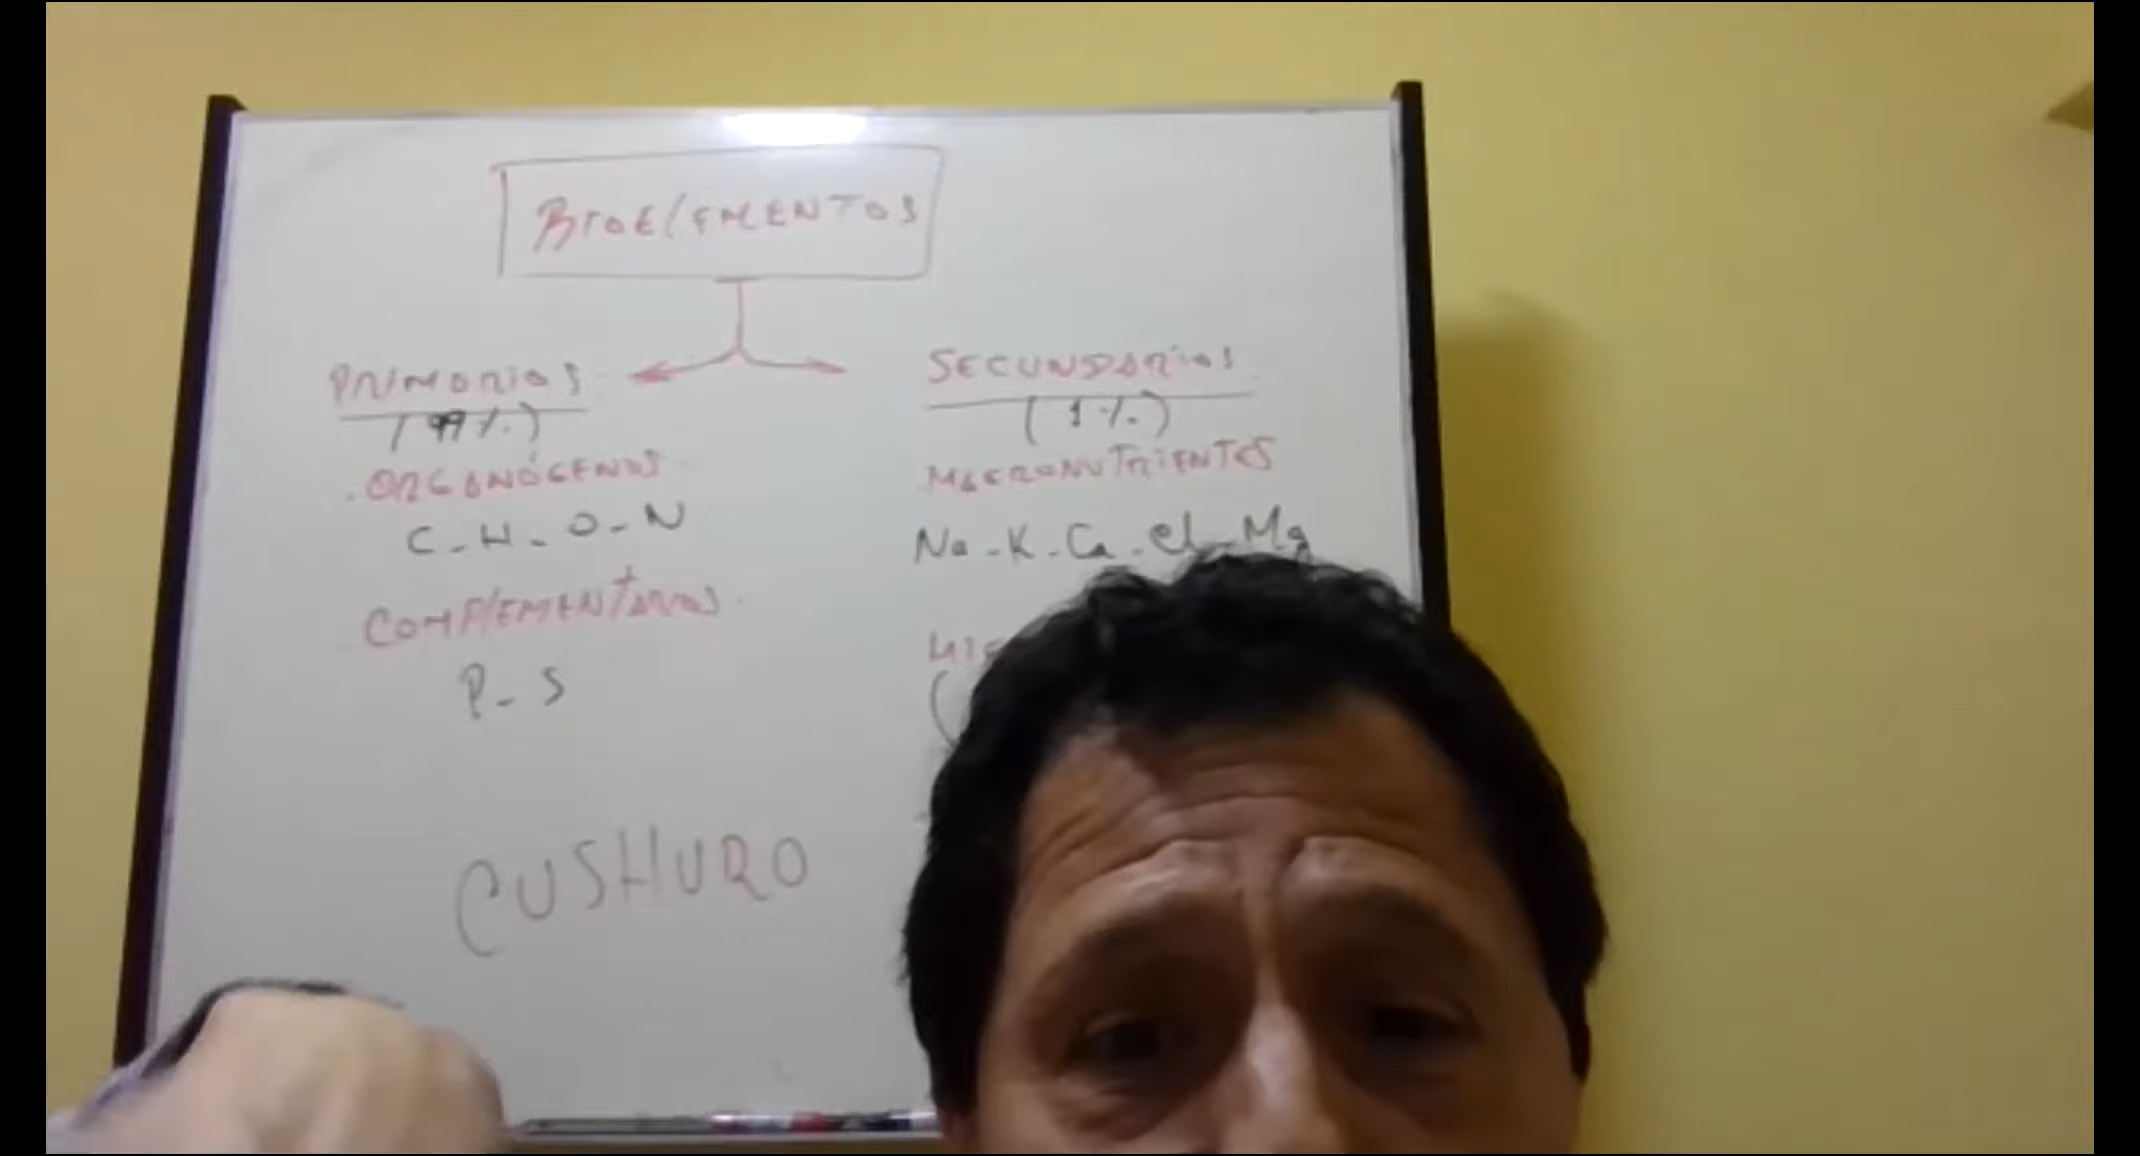 BIOELEMENTOS
PRIMARIOS
(99%)
. ORGANÓGENOS
C - H - O - N
. COMPLEMENTARIOS
P - S
SECUNDARIOS
(1%)
MACRONUTRIENTES
Na - K - Ca - Cl - Mg
CUSHURO